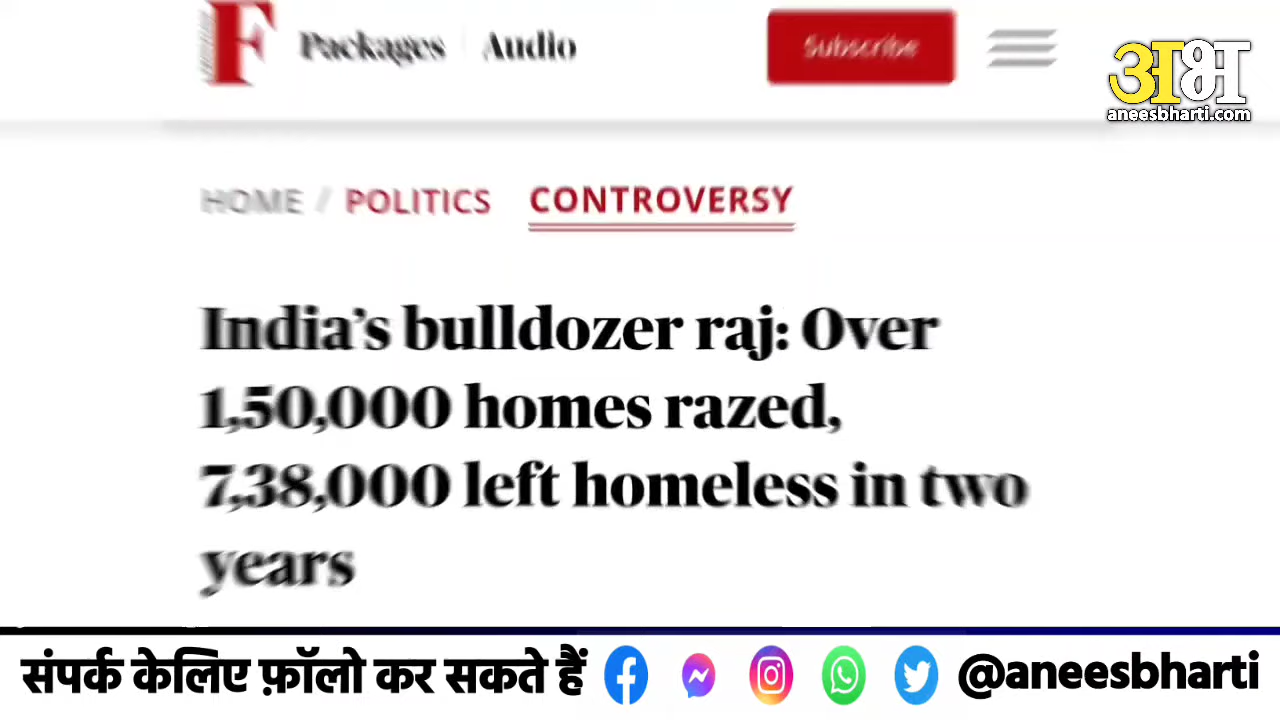 F Packages Audio Subscribe
अभ
aneesbharti.com
HOME / POLITICS CONTROVERSY
India's bulldozer raj: Over
1,50,000 homes razed,
7,38,000 left homeless in two
years
संपर्क केलिए फ़ॉलो कर सकते हैं @aneesbharti